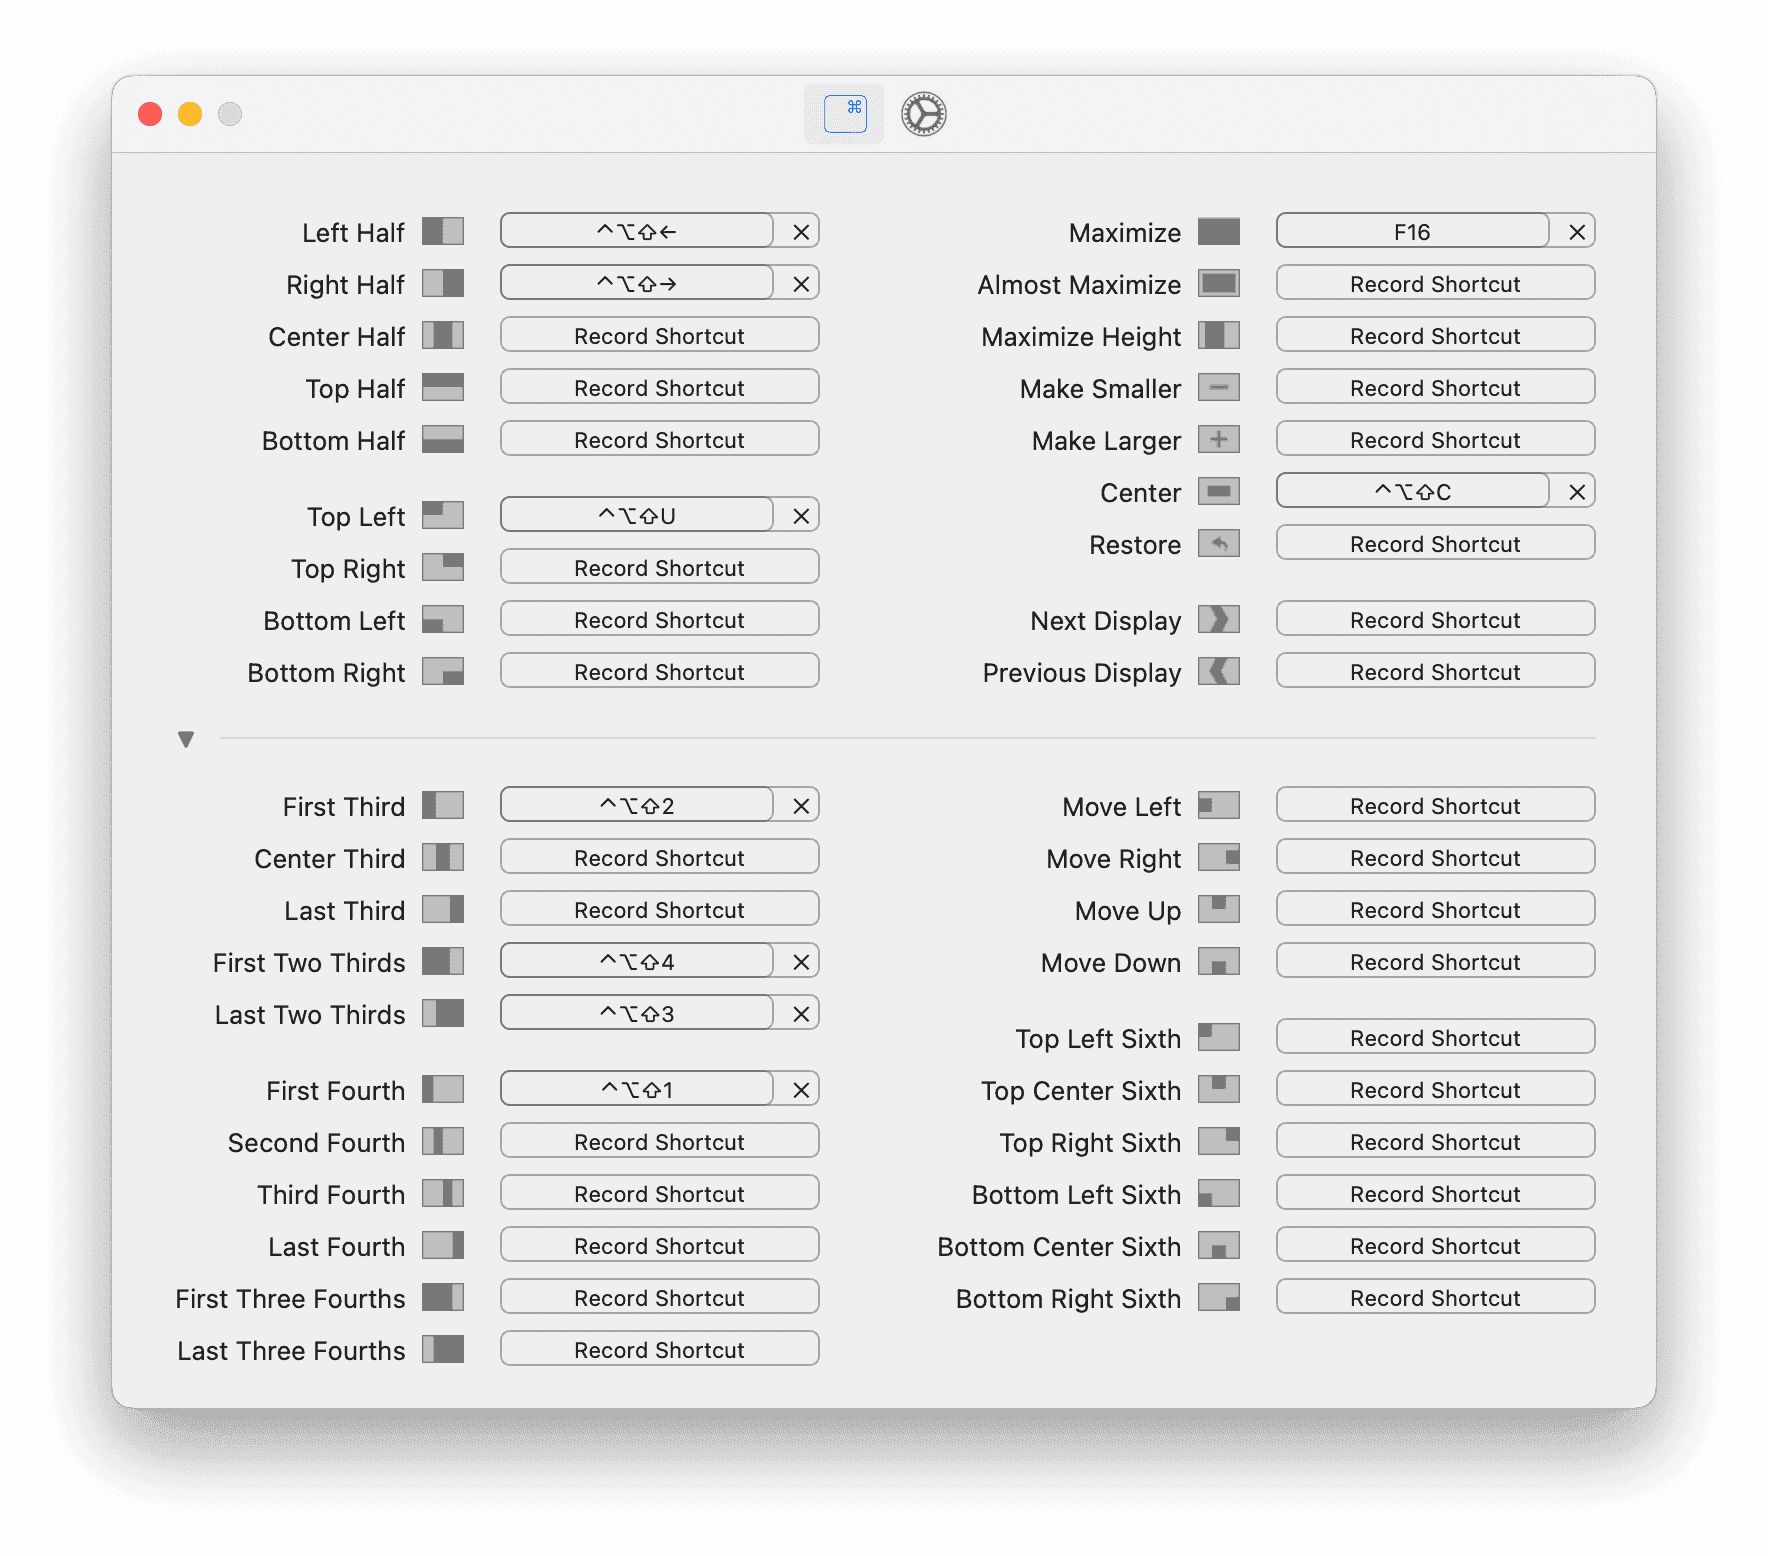 ⌘
Left Half ^⌥⇧←
Right Half ^⌥⇧→
Center Half Record Shortcut
Top Half Record Shortcut
Bottom Half Record Shortcut
Top Left ^⌥⇧U
Top Right Record Shortcut
Bottom Left Record Shortcut
Bottom Right Record Shortcut
Maximize F16
Almost Maximize Record Shortcut
Maximize Height Record Shortcut
Make Smaller Record Shortcut
Make Larger Record Shortcut
Center ^⌥⇧C
Restore Record Shortcut
Next Display Record Shortcut
Previous Display Record Shortcut
First Third ^⌥⇧2
Center Third Record Shortcut
Last Third Record Shortcut
First Two Thirds ^⌥⇧4
Last Two Thirds ^⌥⇧3
First Fourth ^⌥⇧1
Second Fourth Record Shortcut
Third Fourth Record Shortcut
Last Fourth Record Shortcut
First Three Fourths Record Shortcut
Last Three Fourths Record Shortcut
Move Left Record Shortcut
Move Right Record Shortcut
Move Up Record Shortcut
Move Down Record Shortcut
Top Left Sixth Record Shortcut
Top Center Sixth Record Shortcut
Top Right Sixth Record Shortcut
Bottom Left Sixth Record Shortcut
Bottom Center Sixth Record Shortcut
Bottom Right Sixth Record Shortcut